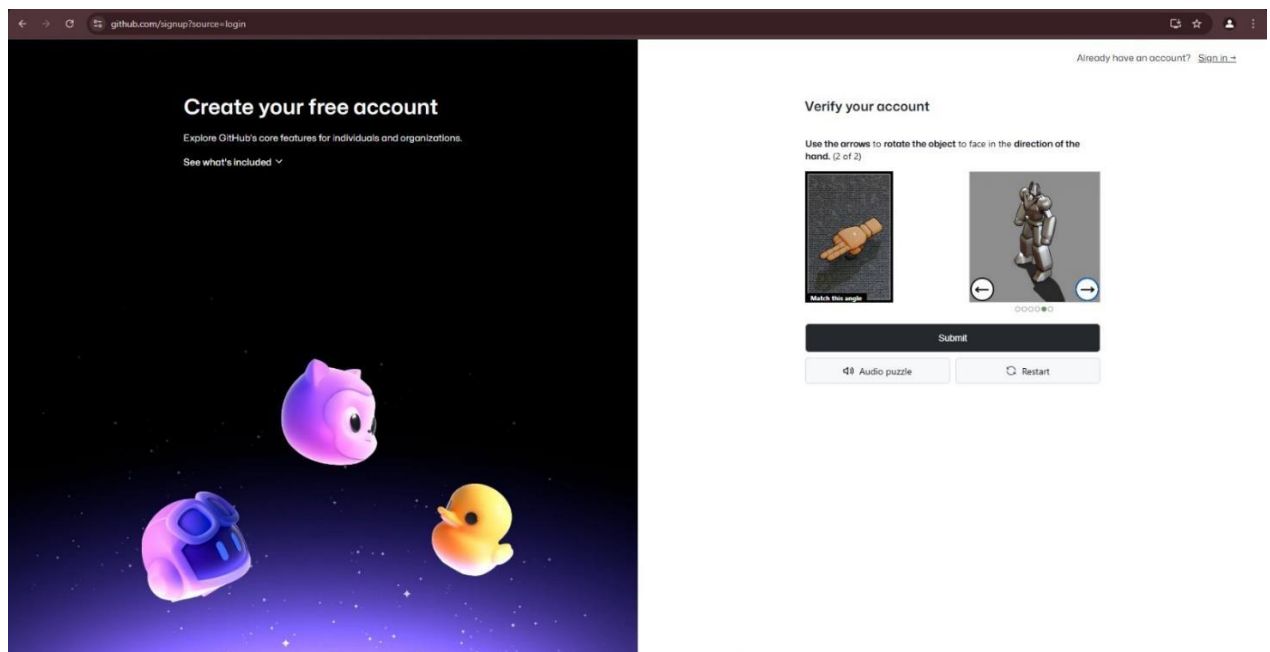 github.com/signup?source=login
Already have an account? Sign in →
Create your free account
Explore GitHub's core features for individuals and organizations.
See what's included
Verify your account
Use the arrows to rotate the object to face in the direction of the
hand. (2 of 2)
Match this angle
Submit
Audio puzzle
Restart